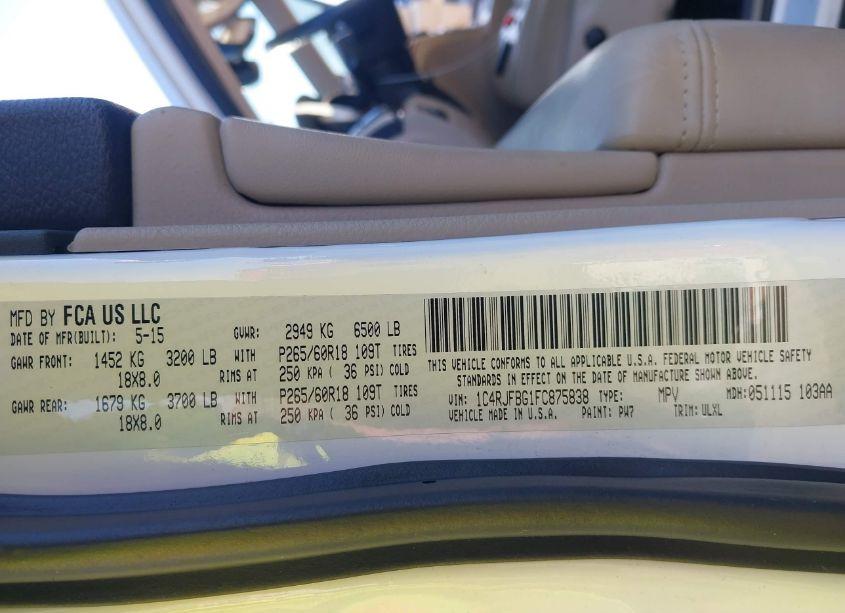 MFD BY FCA US LLC
DATE OF MFR(BUILT): 5-15 GVWR: 2949 KG 6500 LB
GAWR FRONT: 1452 KG 3200 LB WITH P265/60R18 109T TIRES
18X8.0 RIMS AT 250 KPA ( 36 PSI) COLD
GAWR REAR: 1679 KG 3700 LB WITH P265/60R18 109T TIRES
18X8.0 RIMS AT 250 KPA ( 36 PSI) COLD
THIS VEHICLE CONFORMS TO ALL APPLICABLE U.S.A. FEDERAL MOTOR VEHICLE SAFETY
STANDARDS IN EFFECT ON THE DATE OF MANUFACTURE SHOWN ABOVE.
VIN: 1C4RJFBG1FC875838 TYPE: MPV MDH:051115 103AA
VEHICLE MADE IN U.S.A. PAINT: PW7 TRIM: ULXL